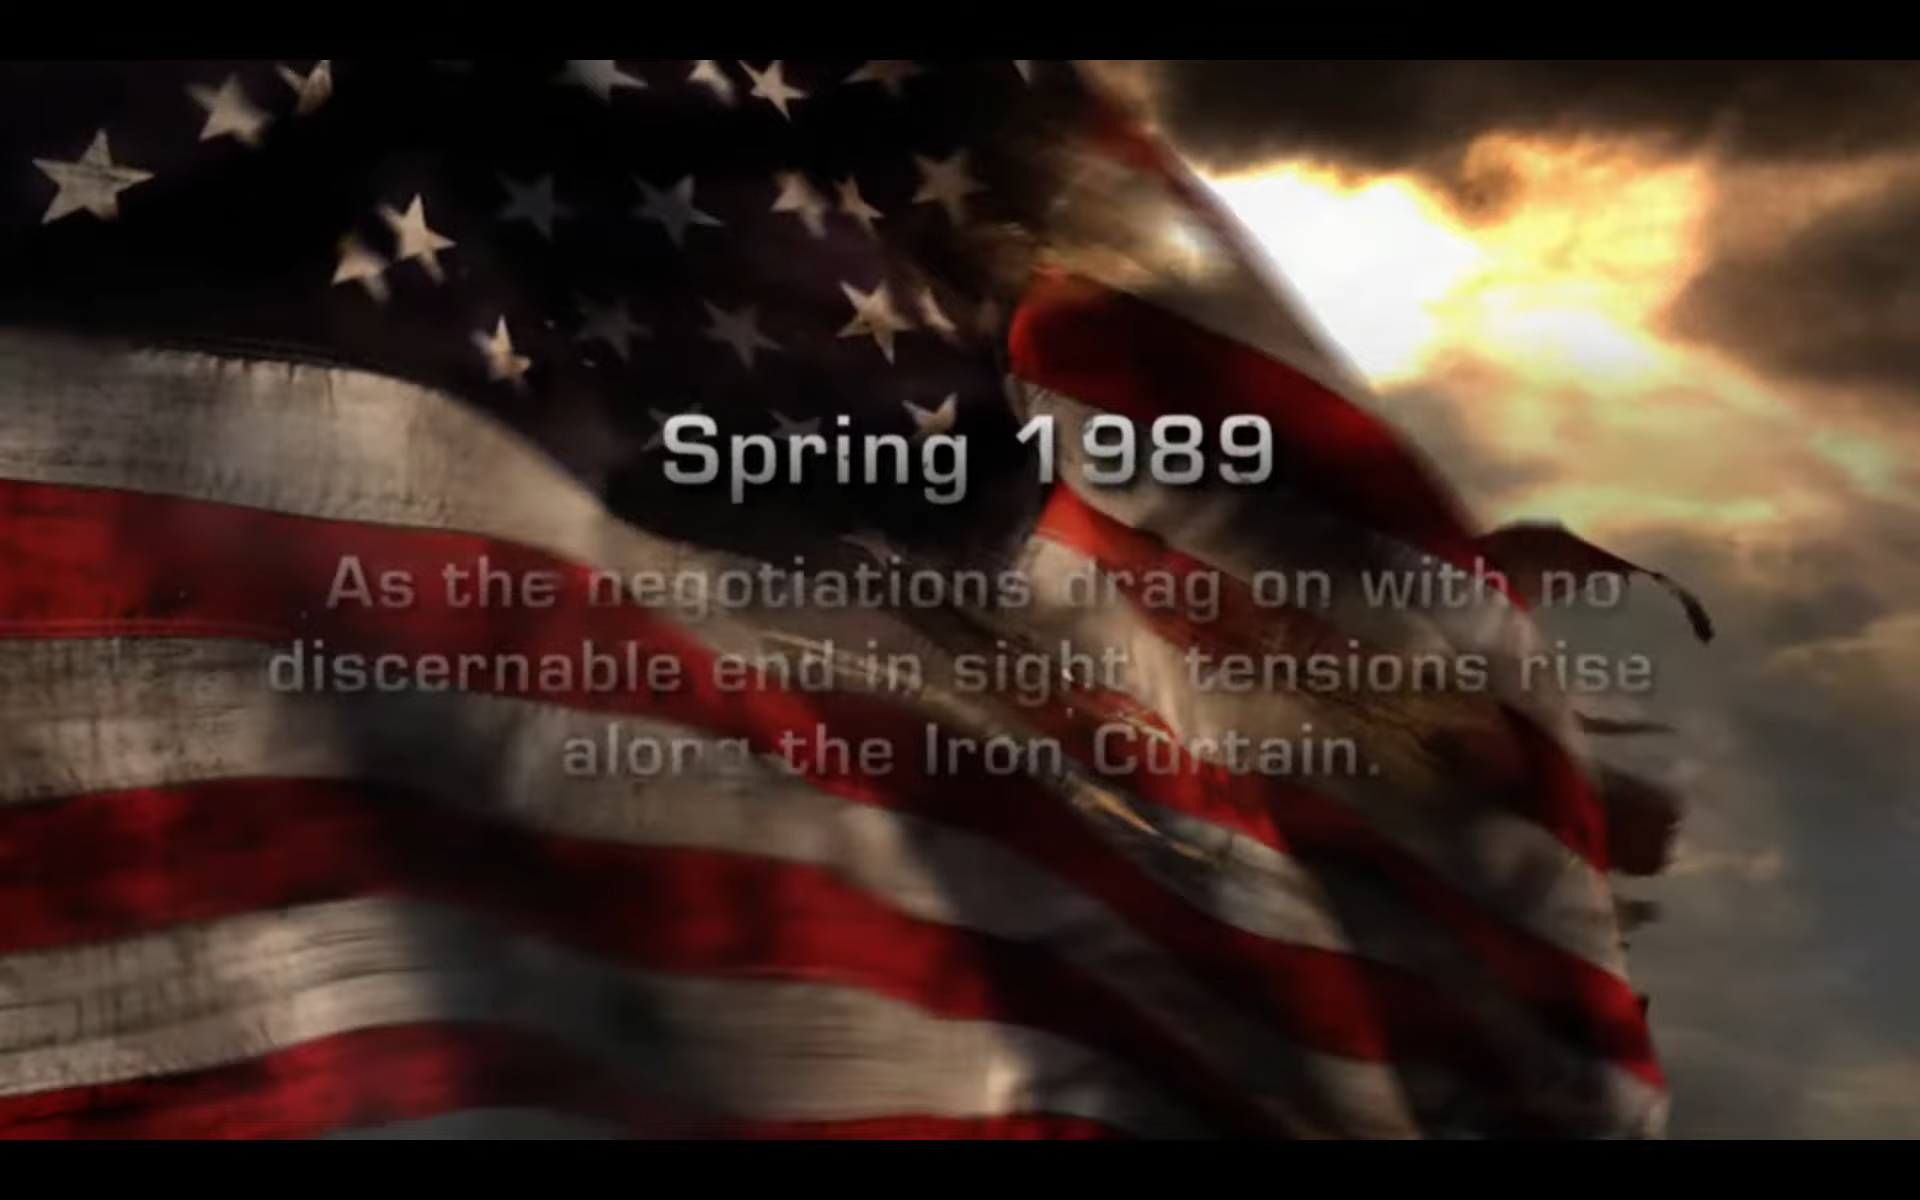 Spring 1989
As the negotiations drag on with no
discernable end in sight, tensions rise
along the Iron Curtain.